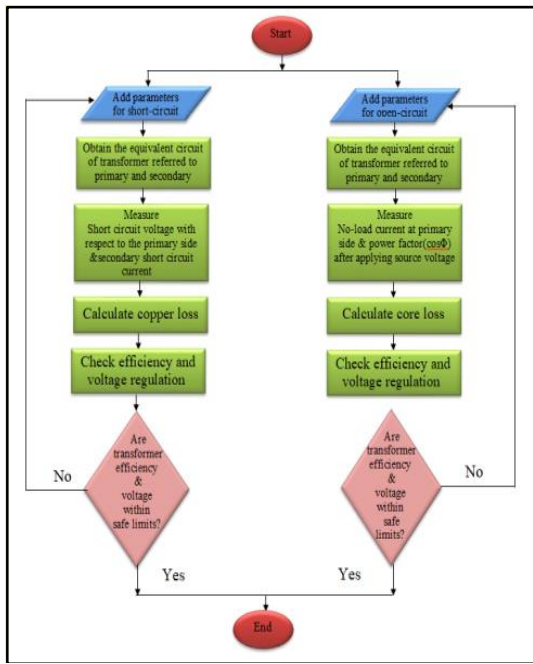 Start
Add parameters
for short-circuit
Obtain the equivalent circuit
of transformer referred to
primary and secondary
Measure
Short circuit voltage with
respect to the primary side
&secondary short circuit
current
Calculate copper loss
Check efficiency and
voltage regulation
Are
transformer
efficiency
&
voltage
within
safe limits?
No
Yes
Add parameters
for open-circuit
Obtain the equivalent circuit
of transformer referred to
primary and secondary
Measure
No-load current at primary
side & power factor(cosΦ)
after applying source voltage
Calculate core loss
Check efficiency and
voltage regulation
Are
transformer
efficiency
&
voltage
within
safe
limits?
No
Yes
End